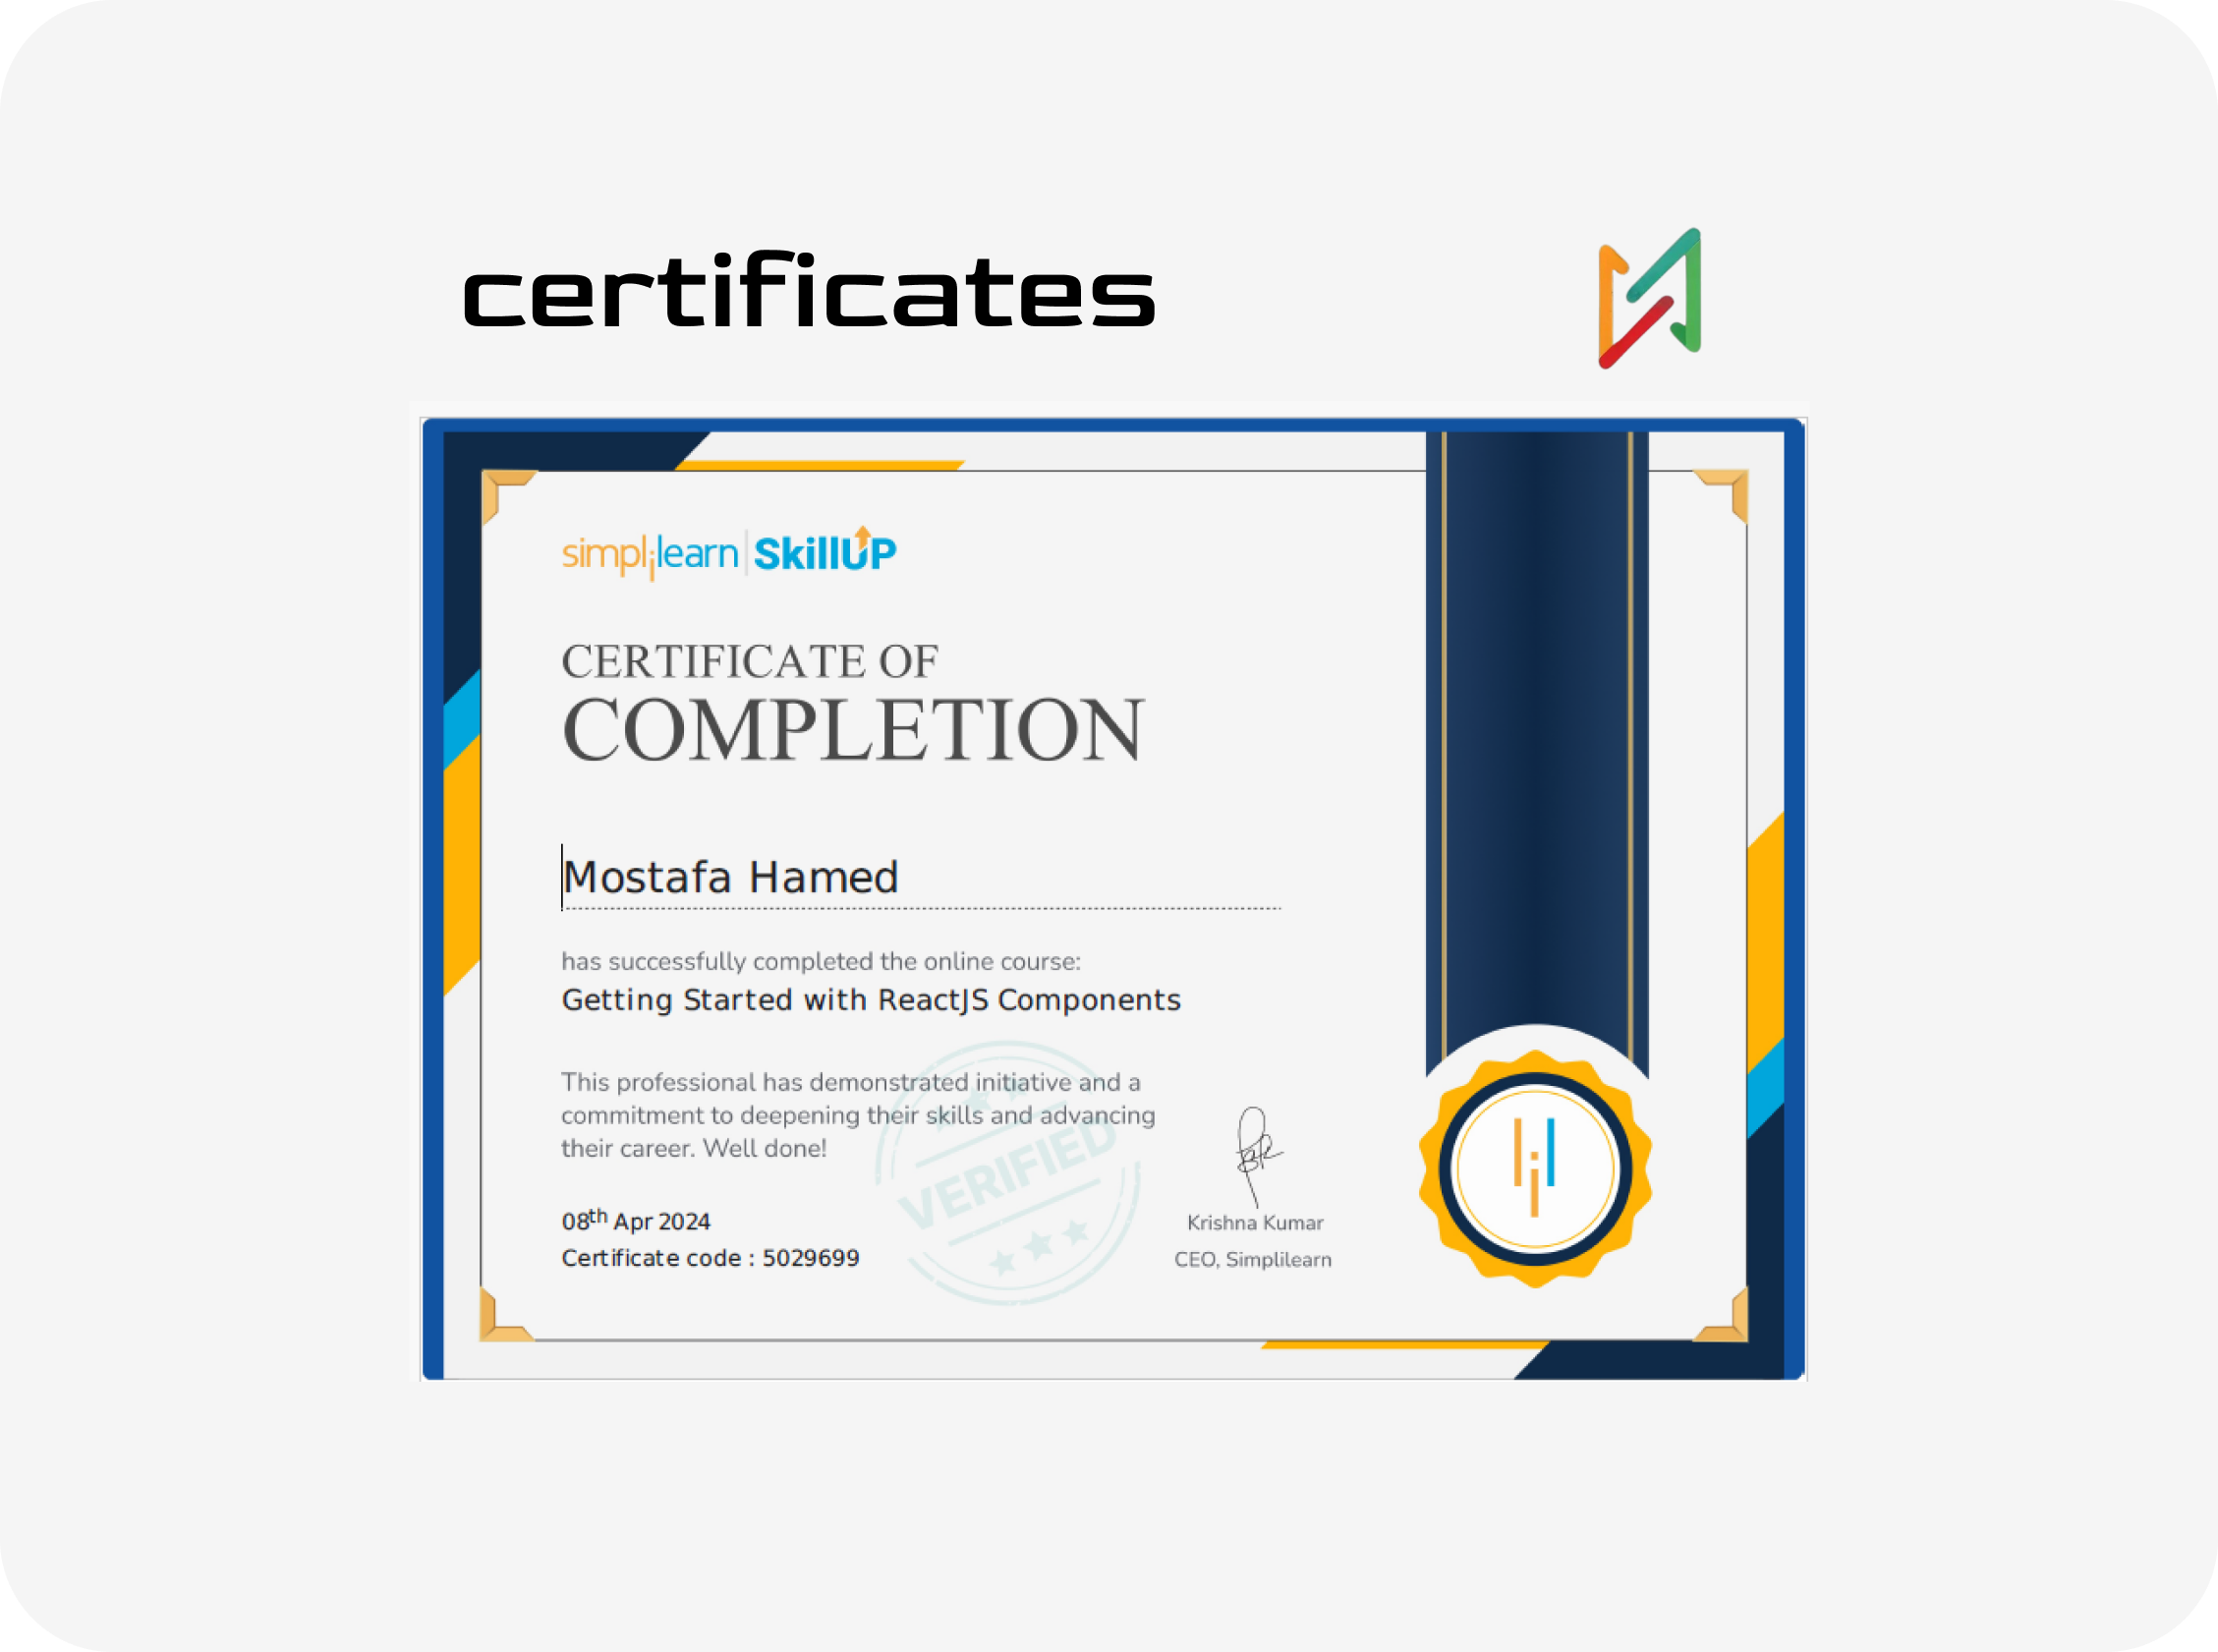 certificates
simplilearn | SkillUP
CERTIFICATE OF
COMPLETION
Mostafa Hamed
has successfully completed the online course:
Getting Started with ReactJS Components
This professional has demonstrated initiative and a
commitment to deepening their skills and advancing
their career. Well done!
VERIFIED
08th Apr 2024
Certificate code : 5029699
Krishna Kumar
CEO, Simplilearn